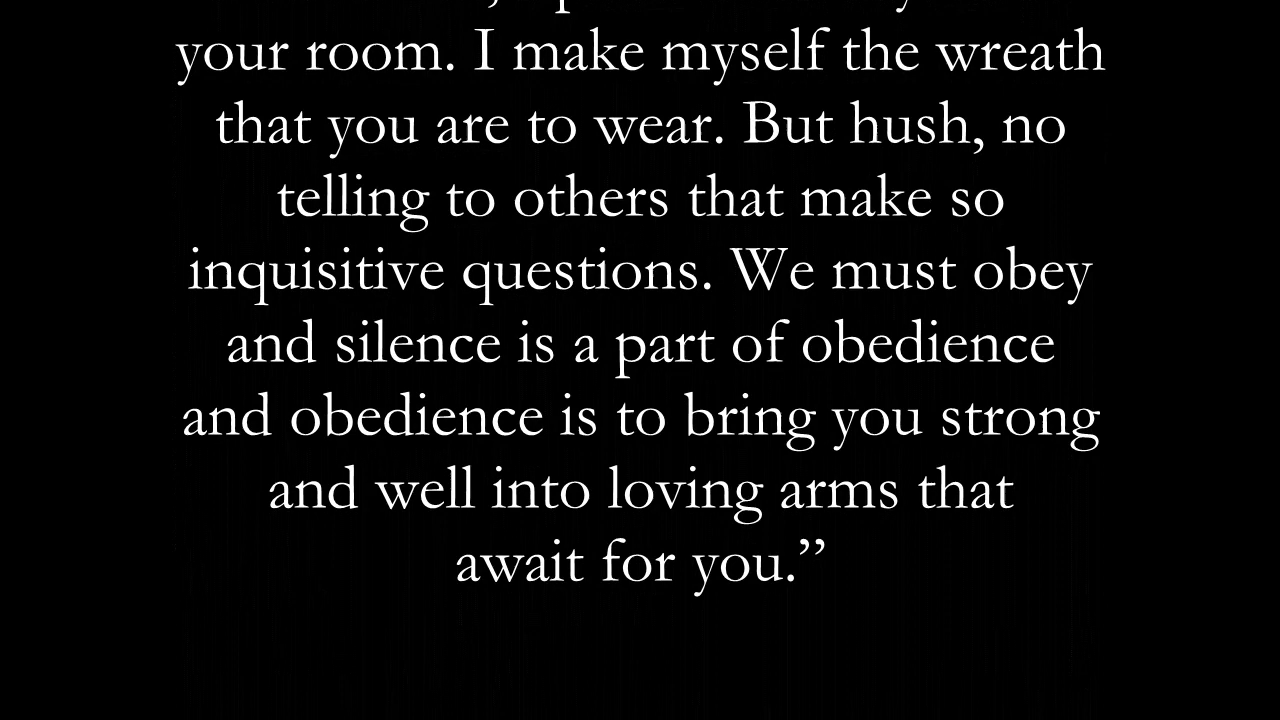 your room. I make myself the wreath
that you are to wear. But hush, no
telling to others that make so
inquisitive questions. We must obey
and silence is a part of obedience
and obedience is to bring you strong
and well into loving arms that
await for you.”